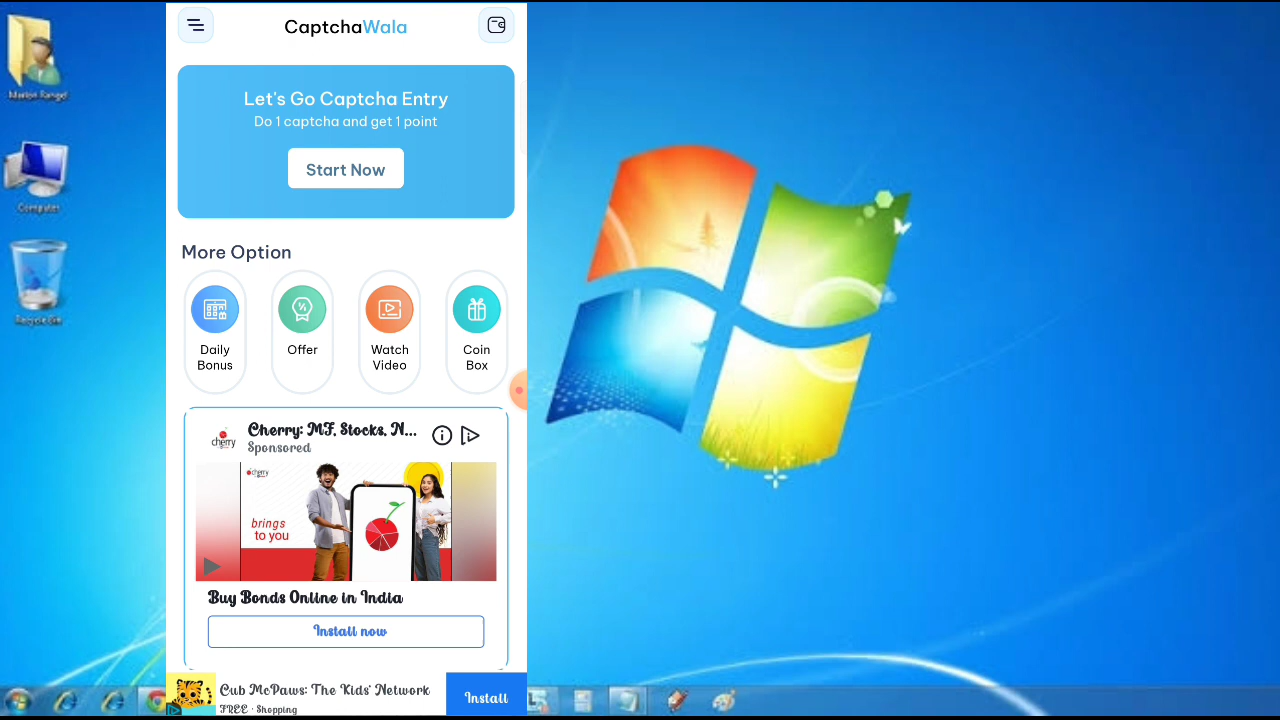 CaptchaWala
Let's Go Captcha Entry
Do 1 captcha and get 1 point
Start Now
More Option
Daily
Bonus
Offer
Watch
Video
Coin
Box
Cherry: MF, Stocks, N...
Sponsored
cherry
cherry
brings
to you
Buy Bonds Online in India
Install now
Cub McPaws: The Kids' Network
FREE · Shopping
Install
Computer
Recycle Bin